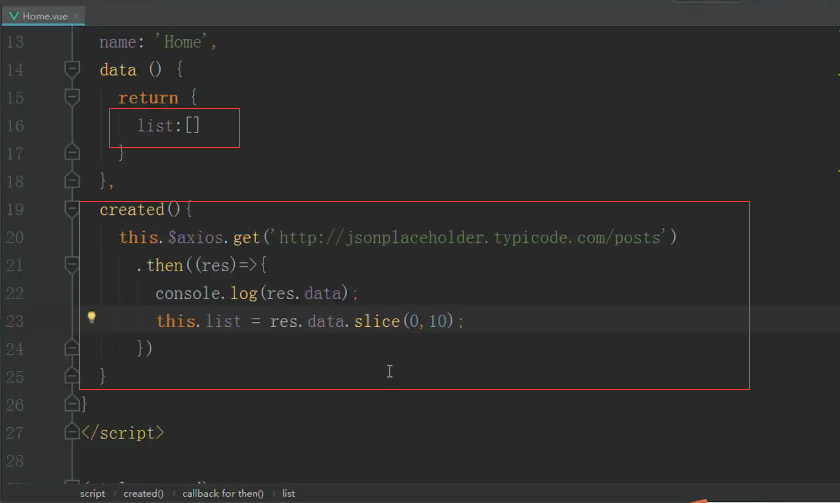 Home.vue
13 name: 'Home',
14 data () {
15 return {
16 list:[]
17 }
18 },
19 created(){
20 this.$axios.get('http://jsonplaceholder.typicode.com/posts')
21 .then((res)=>{
22 console.log(res.data);
23 this.list = res.data.slice(0,10);
24 })
25 }
26 }
27 </script>
28
script › created() › callback for then() › list